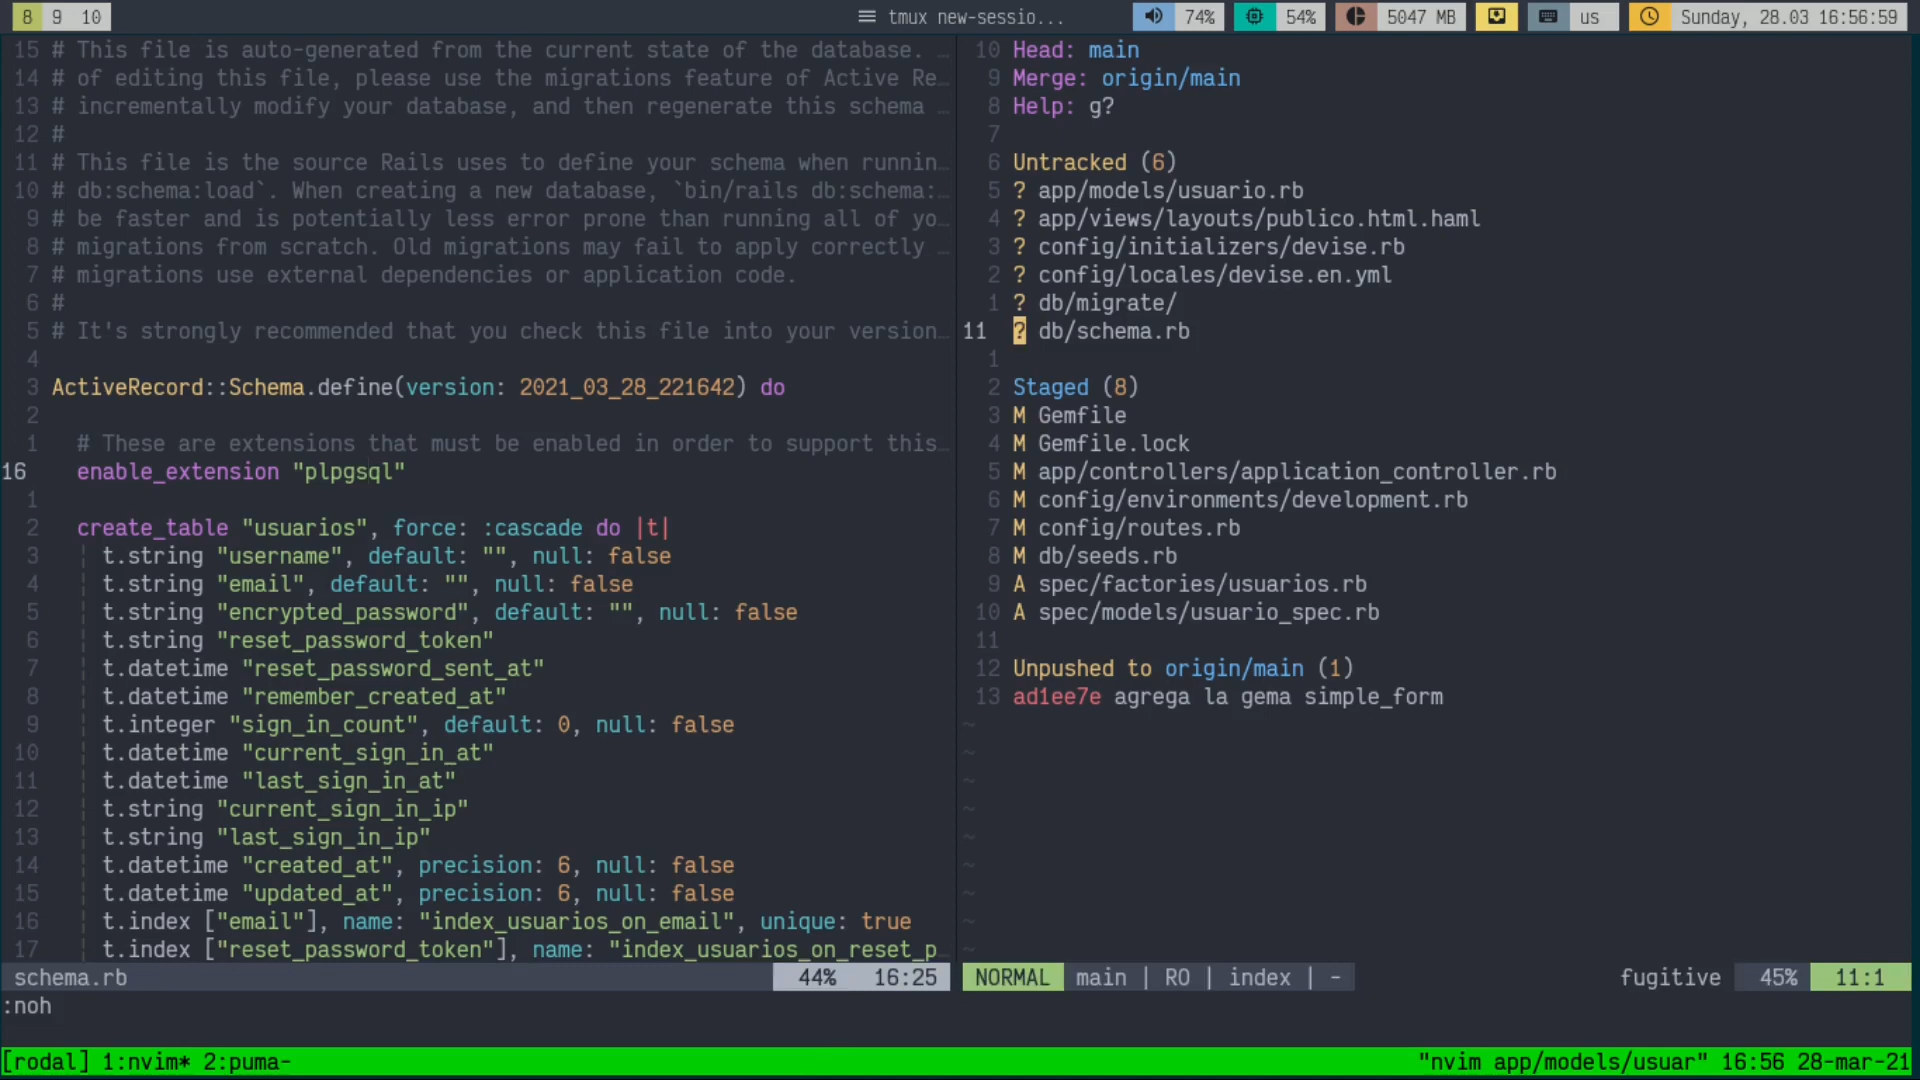 8 9 10 tmux new-sessio... 74% 54% 5047 MB us Sunday, 28.03 16:56:59
15 # This file is auto-generated from the current state of the database. …
14 # of editing this file, please use the migrations feature of Active Re…
13 # incrementally modify your database, and then regenerate this schema …
12 #
11 # This file is the source Rails uses to define your schema when runnin…
10 # db:schema:load`. When creating a new database, `bin/rails db:schema:…
9 # be faster and is potentially less error prone than running all of yo…
8 # migrations from scratch. Old migrations may fail to apply correctly …
7 # migrations use external dependencies or application code.
6 #
5 # It's strongly recommended that you check this file into your version…
4
3 ActiveRecord::Schema.define(version: 2021_03_28_221642) do
2
1 # These are extensions that must be enabled in order to support this…
16 enable_extension "plpgsql"
1
2 create_table "usuarios", force: :cascade do |t|
3 ¦ t.string "username", default: "", null: false
4 ¦ t.string "email", default: "", null: false
5 ¦ t.string "encrypted_password", default: "", null: false
6 ¦ t.string "reset_password_token"
7 ¦ t.datetime "reset_password_sent_at"
8 ¦ t.datetime "remember_created_at"
9 ¦ t.integer "sign_in_count", default: 0, null: false
10 ¦ t.datetime "current_sign_in_at"
11 ¦ t.datetime "last_sign_in_at"
12 ¦ t.string "current_sign_in_ip"
13 ¦ t.string "last_sign_in_ip"
14 ¦ t.datetime "created_at", precision: 6, null: false
15 ¦ t.datetime "updated_at", precision: 6, null: false
16 ¦ t.index ["email"], name: "index_usuarios_on_email", unique: true
17 ¦ t.index ["reset_password_token"], name: "index_usuarios_on_reset_p…
schema.rb 44% 16:25
10 Head: main
9 Merge: origin/main
8 Help: g?
7
6 Untracked (6)
5 ? app/models/usuario.rb
4 ? app/views/layouts/publico.html.haml
3 ? config/initializers/devise.rb
2 ? config/locales/devise.en.yml
1 ? db/migrate/
11 ? db/schema.rb
1
2 Staged (8)
3 M Gemfile
4 M Gemfile.lock
5 M app/controllers/application_controller.rb
6 M config/environments/development.rb
7 M config/routes.rb
8 M db/seeds.rb
9 A spec/factories/usuarios.rb
10 A spec/models/usuario_spec.rb
11
12 Unpushed to origin/main (1)
13 ad1ee7e agrega la gema simple_form
~
~
~
~
~
~
~
~
~
NORMAL main | RO | index | - fugitive 45% 11:1
:noh
[rodal] 1:nvim* 2:puma- "nvim app/models/usuar" 16:56 28-mar-21